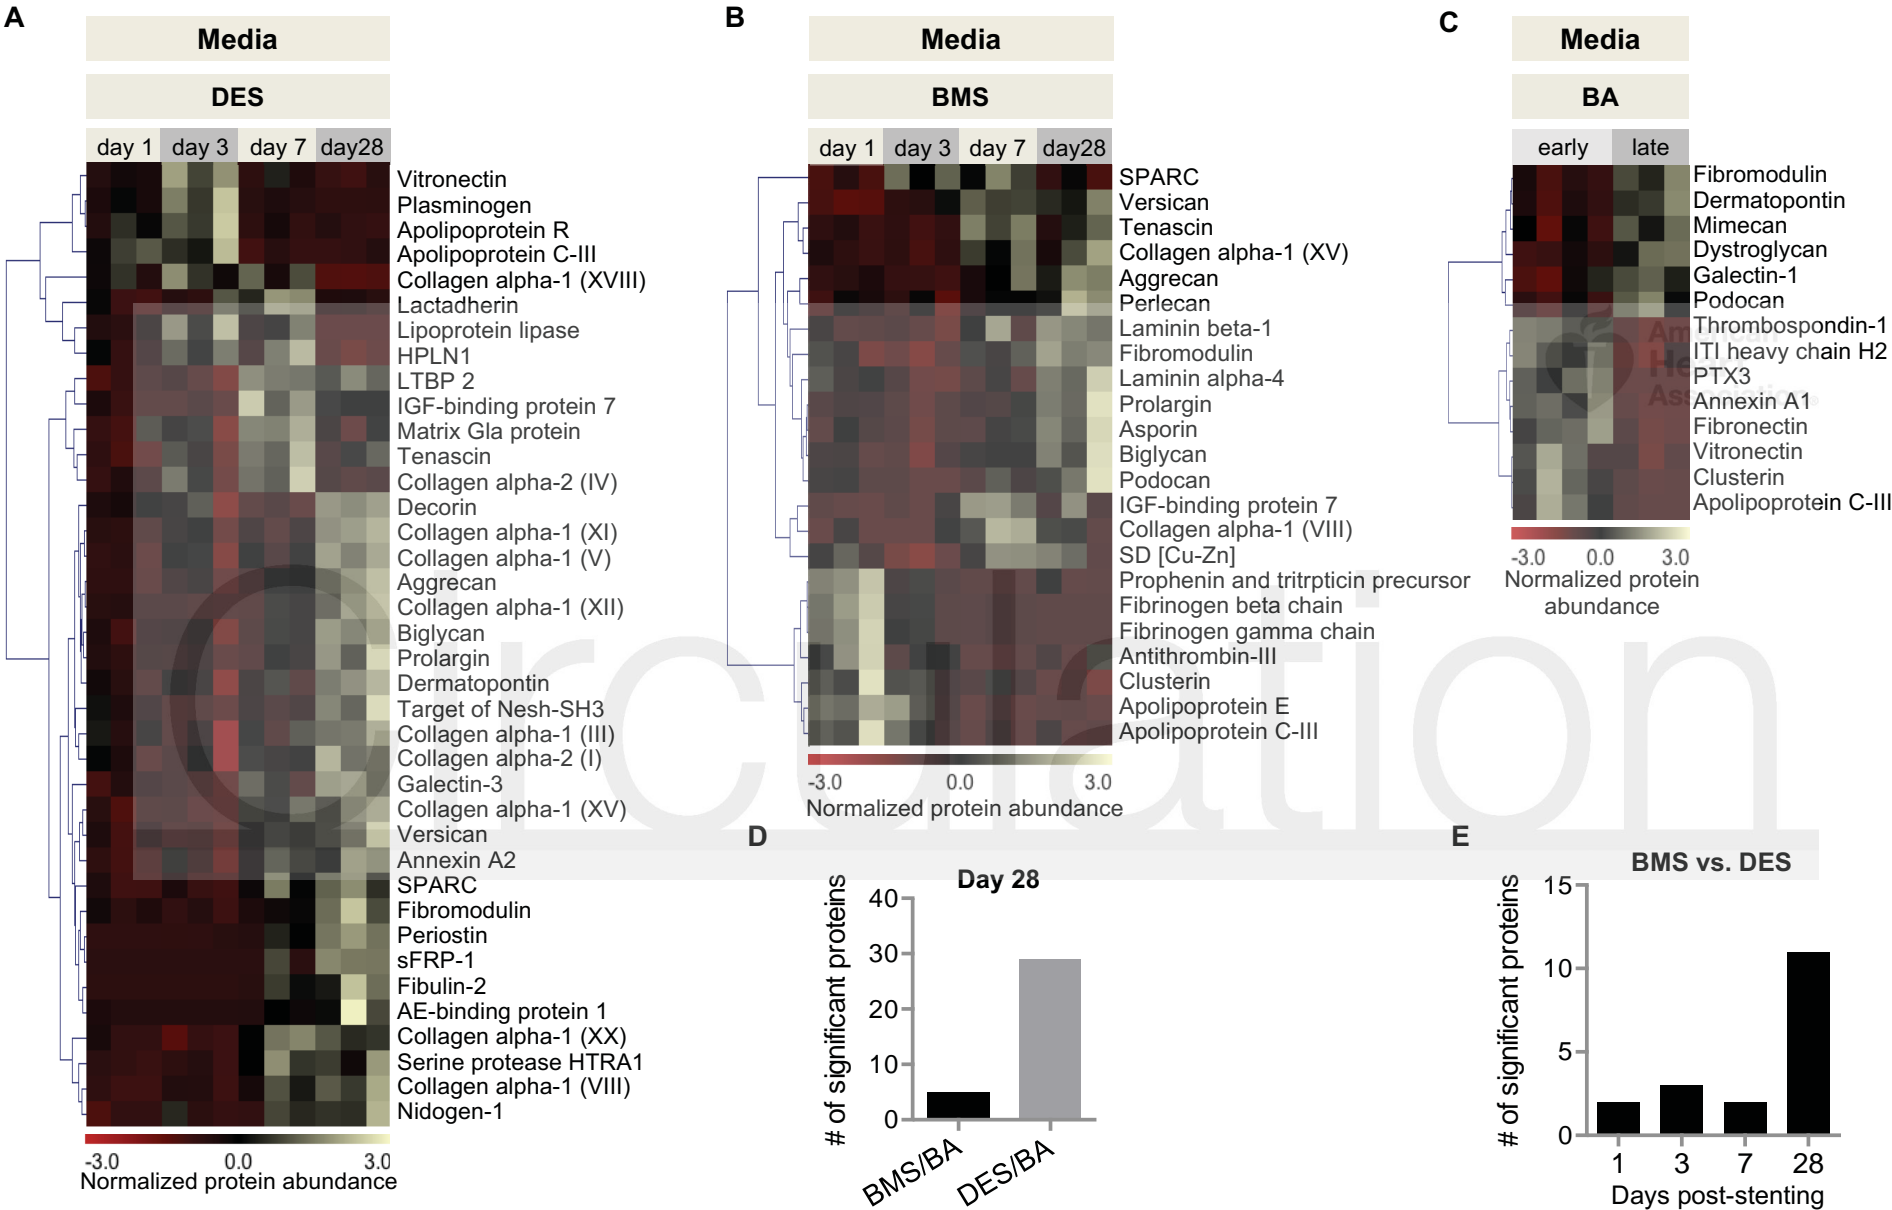 A
Media
DES
day 1 day 3 day 7 day28
Vitronectin
Plasminogen
Apolipoprotein R
Apolipoprotein C-III
Collagen alpha-1 (XVIII)
Lactadherin
Lipoprotein lipase
HPLN1
LTBP 2
IGF-binding protein 7
Matrix Gla protein
Tenascin
Collagen alpha-2 (IV)
Decorin
Collagen alpha-1 (XI)
Collagen alpha-1 (V)
Aggrecan
Collagen alpha-1 (XII)
Biglycan
Prolargin
Dermatopontin
Target of Nesh-SH3
Collagen alpha-1 (III)
Collagen alpha-2 (I)
Galectin-3
Collagen alpha-1 (XV)
Versican
Annexin A2
SPARC
Fibromodulin
Periostin
sFRP-1
Fibulin-2
AE-binding protein 1
Collagen alpha-1 (XX)
Serine protease HTRA1
Collagen alpha-1 (VIII)
Nidogen-1
-3.0 0.0 3.0
Normalized protein abundance
B
Media
BMS
day 1 day 3 day 7 day28
SPARC
Versican
Tenascin
Collagen alpha-1 (XV)
Aggrecan
Perlecan
Laminin beta-1
Fibromodulin
Laminin alpha-4
Prolargin
Asporin
Biglycan
Podocan
IGF-binding protein 7
Collagen alpha-1 (VIII)
SD [Cu-Zn]
Prophenin and tritrpticin precursor
Fibrinogen beta chain
Fibrinogen gamma chain
Antithrombin-III
Clusterin
Apolipoprotein E
Apolipoprotein C-III
-3.0 0.0 3.0
Normalized protein abundance
C
Media
BA
early late
Fibromodulin
Dermatopontin
Mimecan
Dystroglycan
Galectin-1
Podocan
Thrombospondin-1
ITI heavy chain H2
PTX3
Annexin A1
Fibronectin
Vitronectin
Clusterin
Apolipoprotein C-III
-3.0 0.0 3.0
Normalized protein
abundance
American
Heart
Association®
Circulation
D
Day 28
# of significant proteins
40
30
20
10
0
BMS/BA DES/BA
E
BMS vs. DES
# of significant proteins
15
10
5
0
1 3 7 28
Days post-stenting